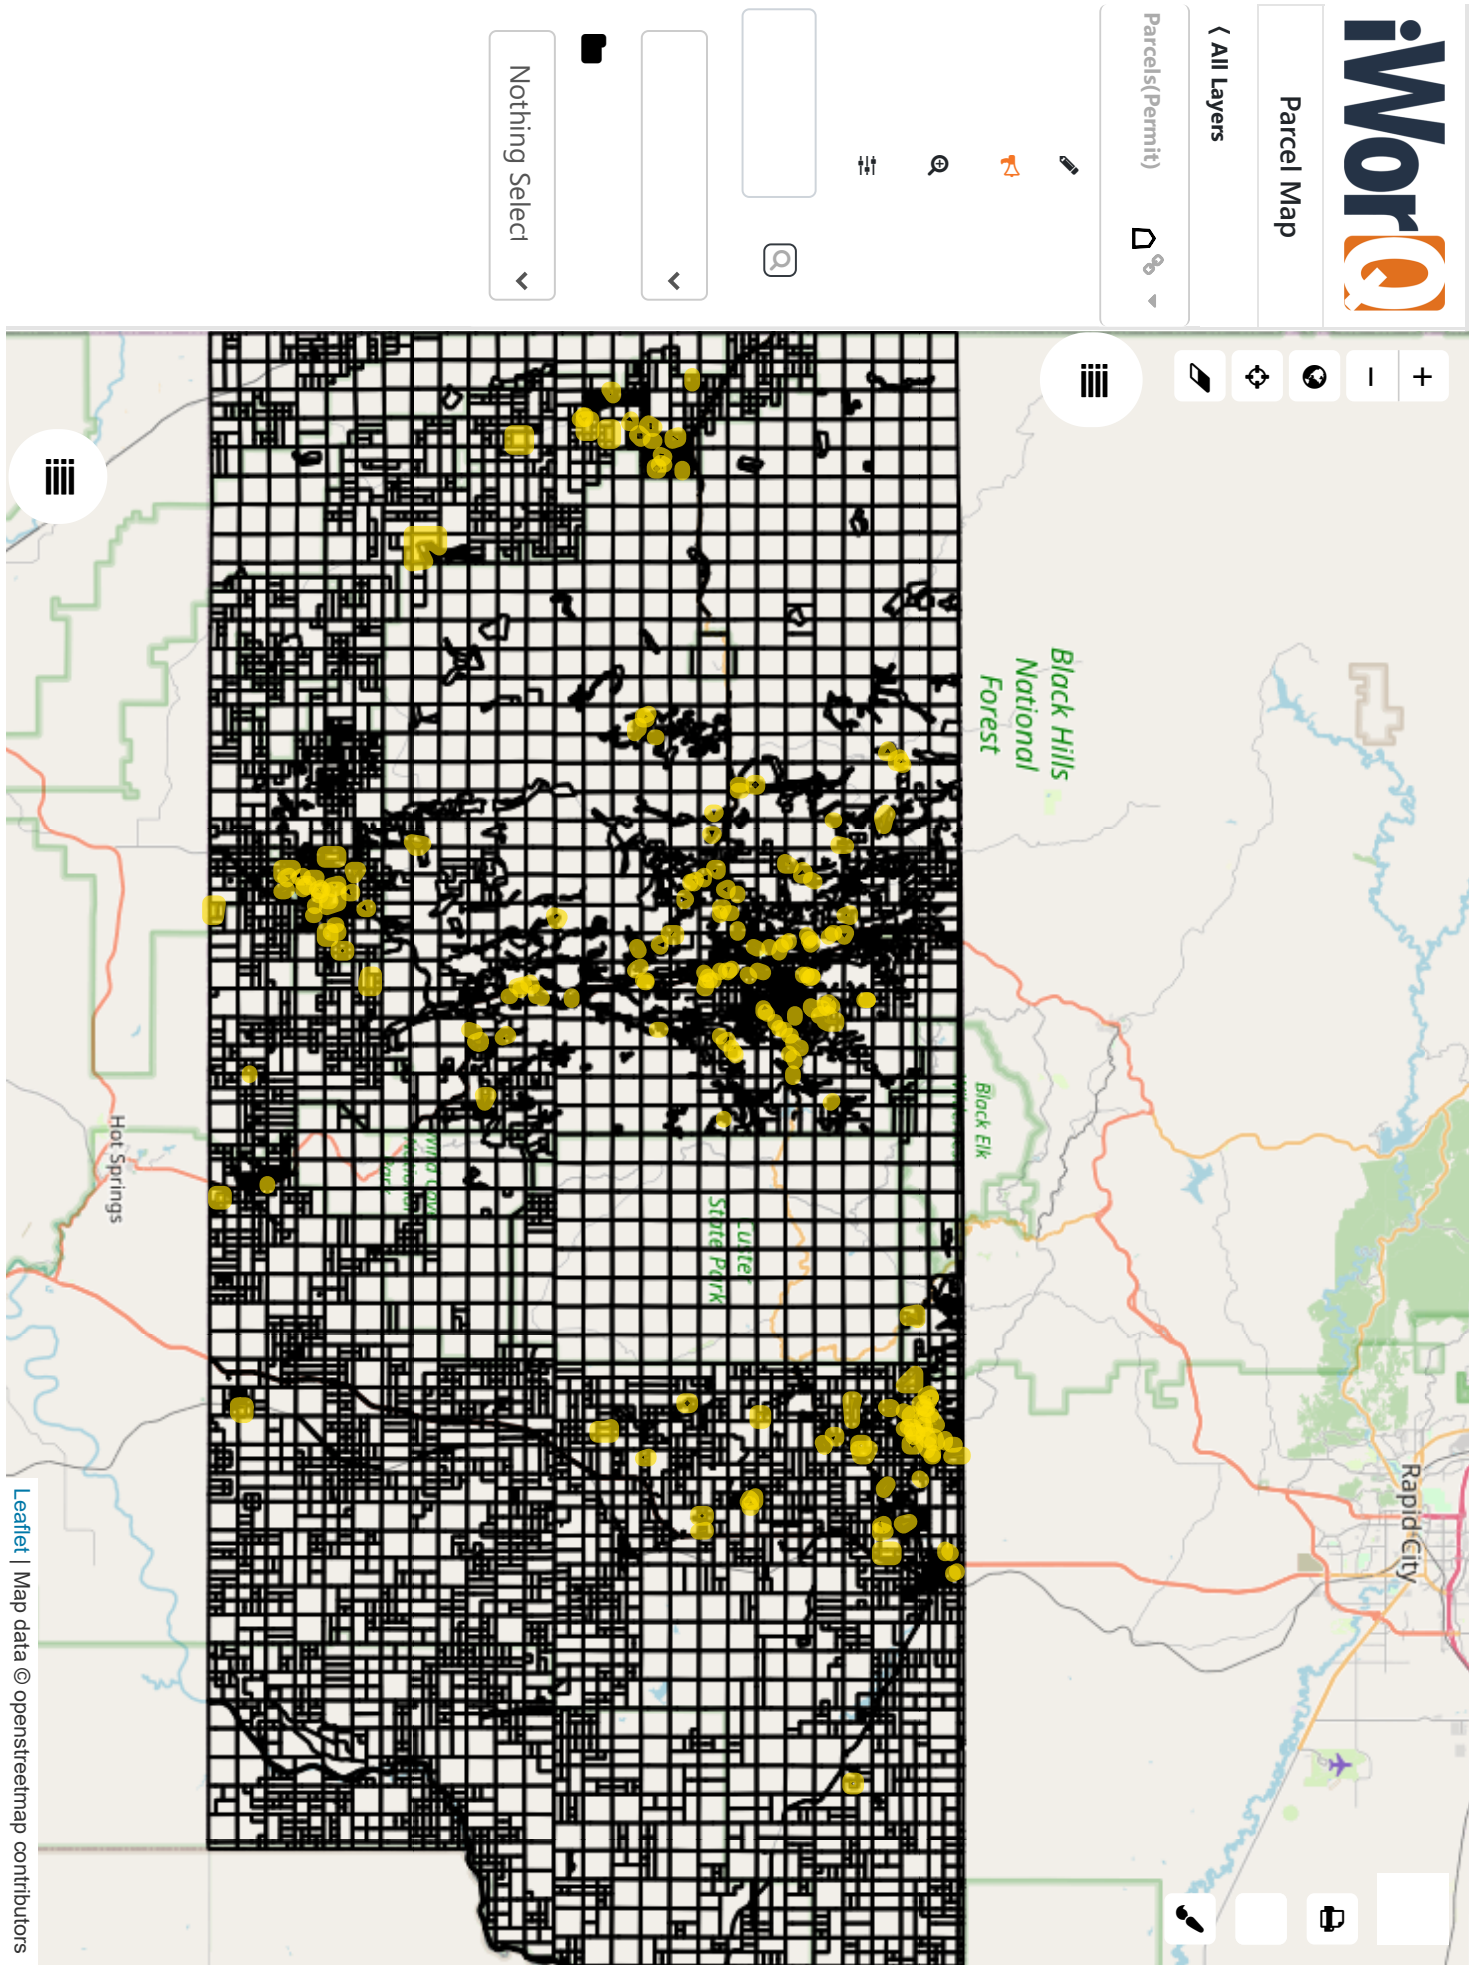 iWorQ
Parcel Map
⟨ All Layers
Parcels(Permit)
Nothing Select
Black Hills
National
Forest
Black Elk
Custer
State Park
Rapid City
Hot Springs
Leaflet | Map data © openstreetmap contributors